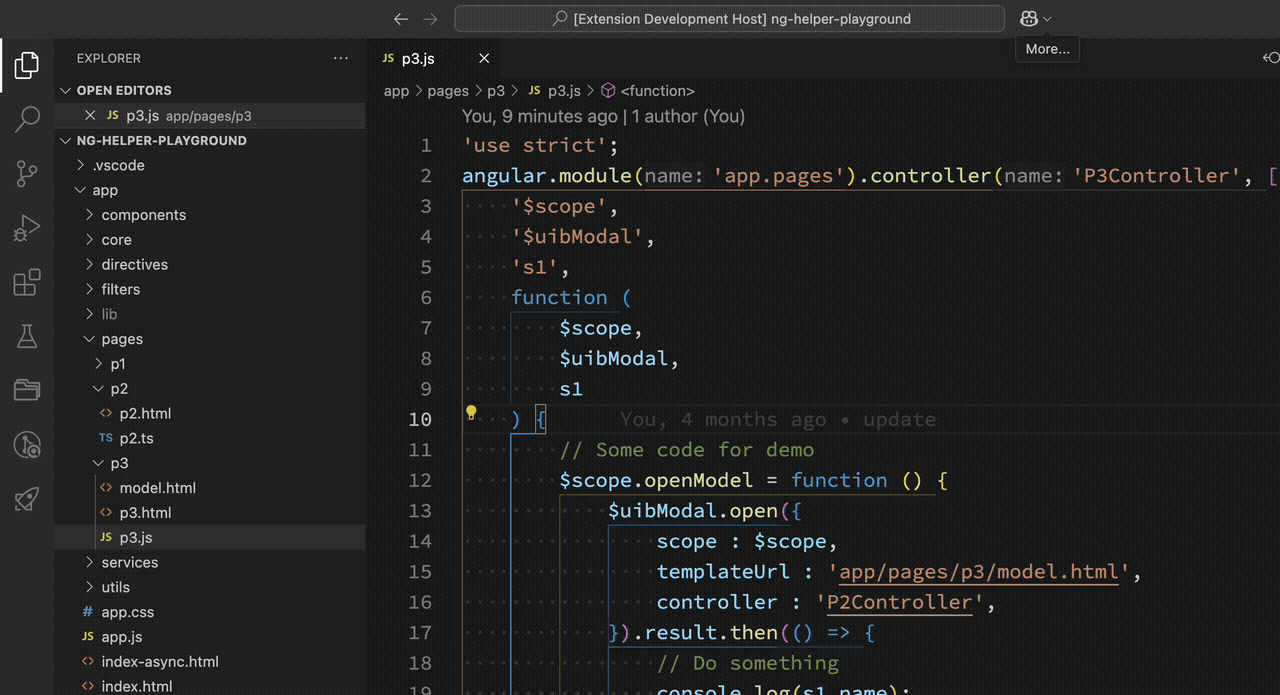 [Extension Development Host] ng-helper-playground
More...
EXPLORER
OPEN EDITORS
JS p3.js app/pages/p3
NG-HELPER-PLAYGROUND
.vscode
app
components
core
directives
filters
lib
pages
p1
p2
<> p2.html
TS p2.ts
p3
<> model.html
<> p3.html
JS p3.js
services
utils
# app.css
JS app.js
<> index-async.html
<> index.html
JS p3.js
app > pages > p3 > JS p3.js > <function>
You, 9 minutes ago | 1 author (You)
1 'use strict';
2 angular.module(name: 'app.pages').controller(name: 'P3Controller', [
3 '$scope',
4 '$uibModal',
5 's1',
6 function (
7 $scope,
8 $uibModal,
9 s1
10 ) { You, 4 months ago • update
11 // Some code for demo
12 $scope.openModel = function () {
13 $uibModal.open({
14 scope : $scope,
15 templateUrl : 'app/pages/p3/model.html',
16 controller : 'P2Controller',
17 }).result.then(() => {
18 // Do something
19 console.log(s1.name);